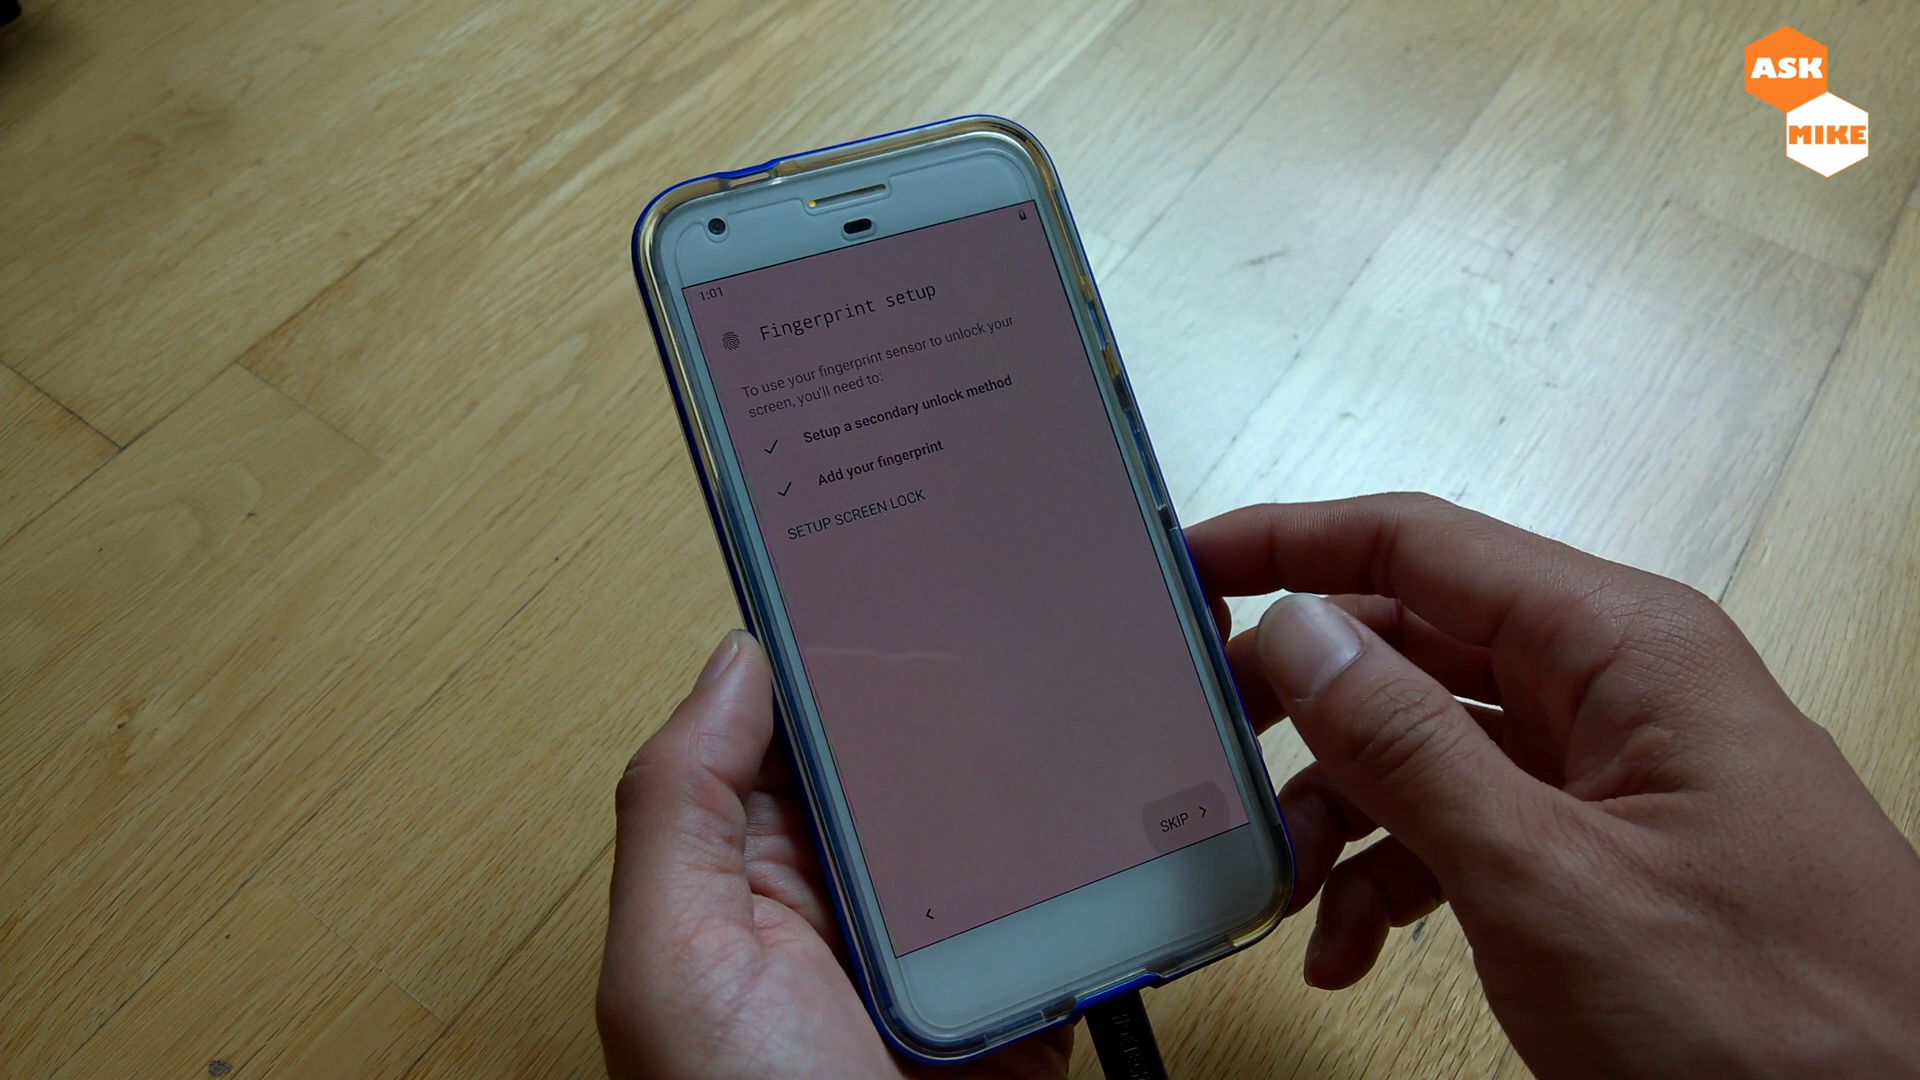 ASK
MIKE
1:01
Fingerprint setup
To use your fingerprint sensor to unlock your
screen, you'll need to:
Setup a secondary unlock method
Add your fingerprint
SETUP SCREEN LOCK
SKIP